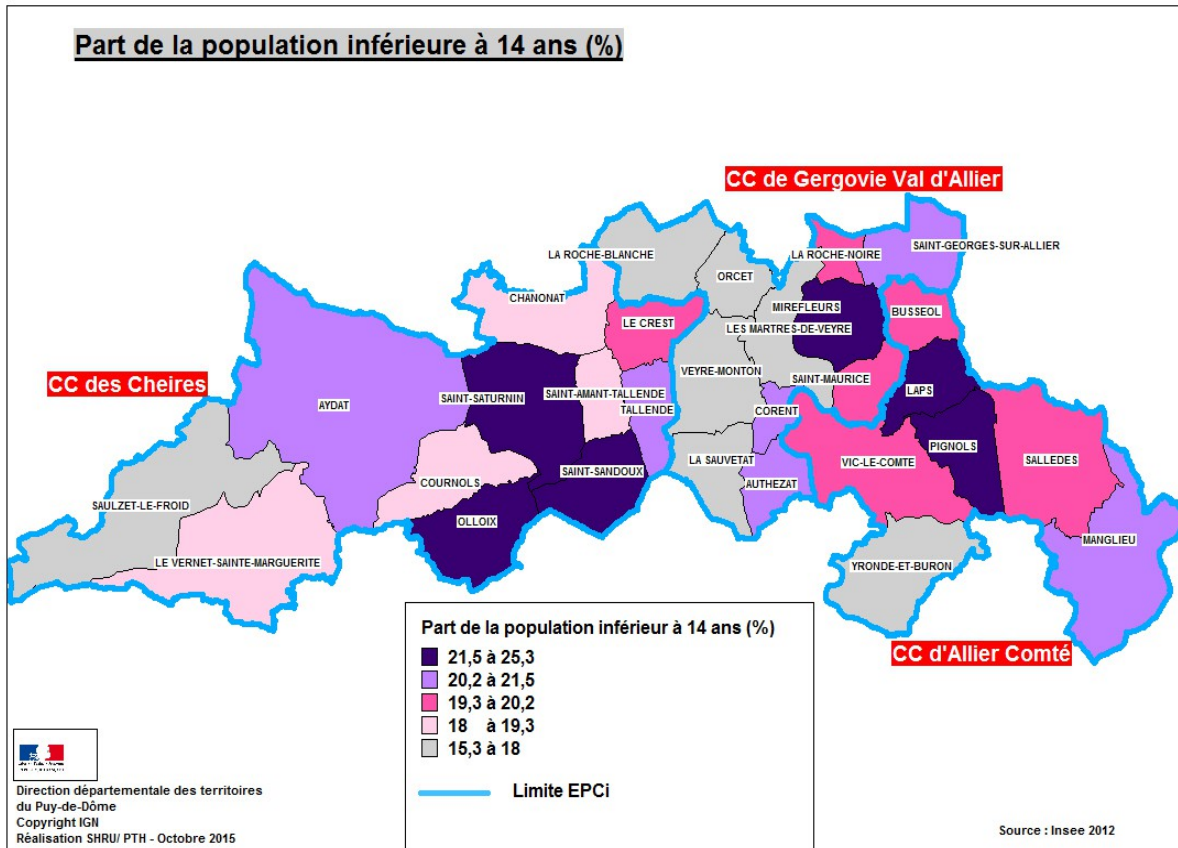 Part de la population inférieure à 14 ans (%)
CC de Gergovie Val d'Allier
LA ROCHE-BLANCHE
LA ROCHE-NOIRE
SAINT-GEORGES-SUR-ALLIER
ORCET
CHANONAT
MIREFLEURS
BUSSEOL
LE CREST
LES MARTRES-DE-VEYRE
CC des Cheires
VEYRE-MONTON
SAINT-MAURICE
LAPS
AYDAT
SAINT-SATURNIN
SAINT-AMANT-TALLENDE
TALLENDE
CORENT
PIGNOLS
SALLEDES
LA SAUVETAT
VIC-LE-COMTE
SAINT-SANDOUX
COURNOLS
AUTHEZAT
SAULZET-LE-FROID
OLLOIX
MANGLIEU
LE VERNET-SAINTE-MARGUERITE
YRONDE-ET-BURON
CC d'Allier Comté
Part de la population inférieur à 14 ans (%)
21,5 à 25,3
20,2 à 21,5
19,3 à 20,2
18 à 19,3
15,3 à 18
Limite EPCi
Direction départementale des territoires
du Puy-de-Dôme
Copyright IGN
Réalisation SHRU/ PTH - Octobre 2015
Source : Insee 2012